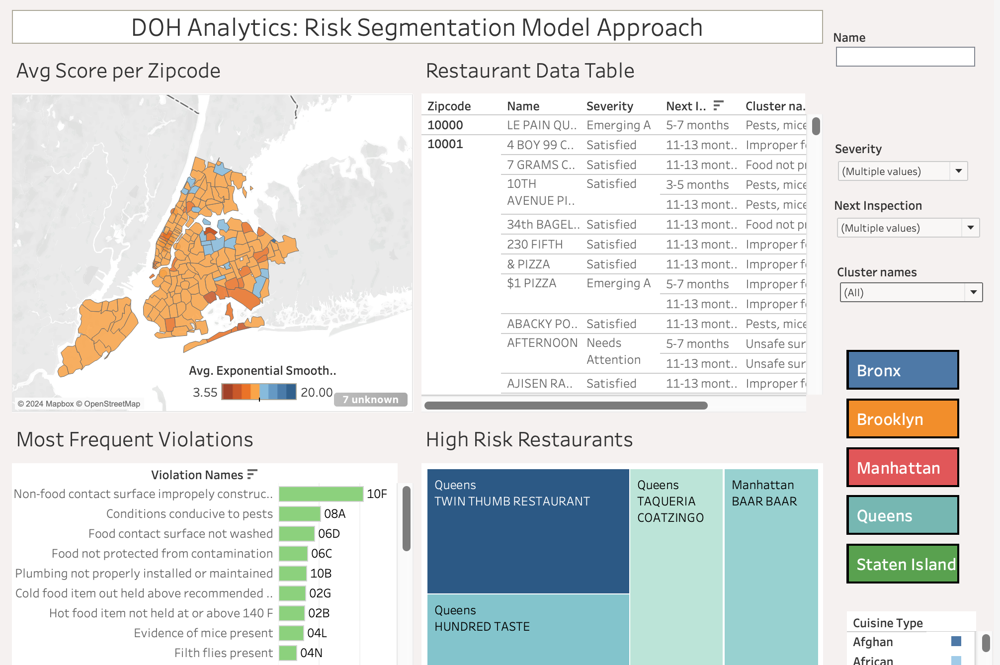 DOH Analytics: Risk Segmentation Model Approach
Name
Avg Score per Zipcode
Avg. Exponential Smooth..
3.55
20.00
7 unknown
© 2024 Mapbox © OpenStreetMap
Restaurant Data Table
Zipcode Name Severity Next I.. Cluster na.
10000 LE PAIN QU.. Emerging A 5-7 months Pests, mice
10001 4 BOY 99 C.. Satisfied 11-13 mont.. Improper f
7 GRAMS C.. Satisfied 11-13 mont.. Food not p
10TH AVENUE PI.. Satisfied 3-5 months Pests, mice
11-13 mont.. Pests, mice
34th BAGEL.. Satisfied 11-13 mont.. Food not p
230 FIFTH Satisfied 11-13 mont.. Improper f
& PIZZA Satisfied 11-13 mont.. Improper f
$1 PIZZA Emerging A 5-7 months Improper f
11-13 mont.. Improper f
ABACKY PO.. Satisfied 11-13 mont.. Pests, mice
AFTERNOON Needs Attention 5-7 months Unsafe sur
11-13 mont.. Unsafe sur
AJISEN RA.. Satisfied 11-13 mont.. Improper f
Severity
(Multiple values)
Next Inspection
(Multiple values)
Cluster names
(All)
Bronx
Brooklyn
Manhattan
Queens
Staten Island
Most Frequent Violations
Violation Names
Non-food contact surface impropely construc.. 10F
Conditions conducive to pests 08A
Food contact surface not washed 06D
Food not protected from contamination 06C
Plumbing not properly installed or maintained 10B
Cold food item out held above recommended .. 02G
Hot food item not held at or above 140 F 02B
Evidence of mice present 04L
Filth flies present 04N
High Risk Restaurants
Queens
TWIN THUMB RESTAURANT
Queens
TAQUERIA
COATZINGO
Manhattan
BAAR BAAR
Queens
HUNDRED TASTE
Cuisine Type
Afghan
African